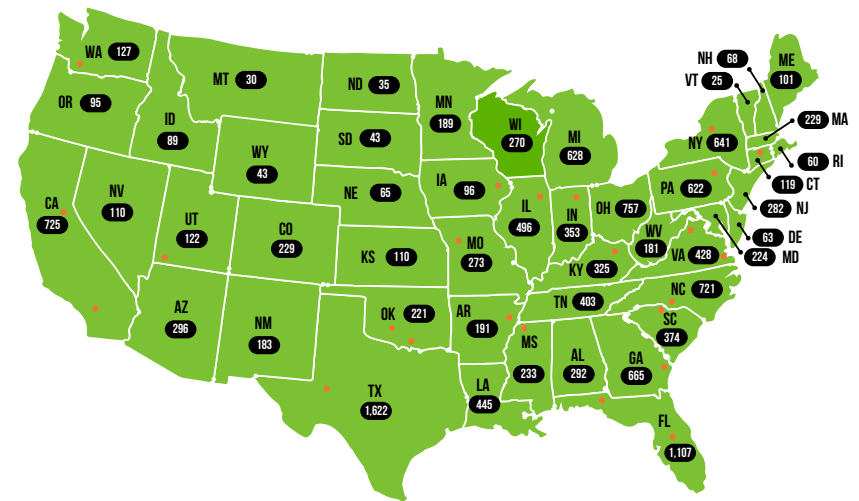 WA 127
OR 95
ID
89
MT 30
WY
43
ND 35
SD 43
NE 65
MN
189
WI
270
MI
628
IA
96
NH 68
VT 25
ME
101
229 MA
NY 641
60 RI
119 CT
PA 622
282 NJ
63 DE
224 MD
CA
725
NV
110
UT
122
CO
229
KS 110
MO
273
IL
496
IN
353
OH 757
WV
181
VA 428
KY 325
NC 721
TN 403
SC
374
AZ
296
NM
183
OK 221
AR
191
MS
233
AL
292
GA
665
TX
1,622
LA
445
FL
1,107